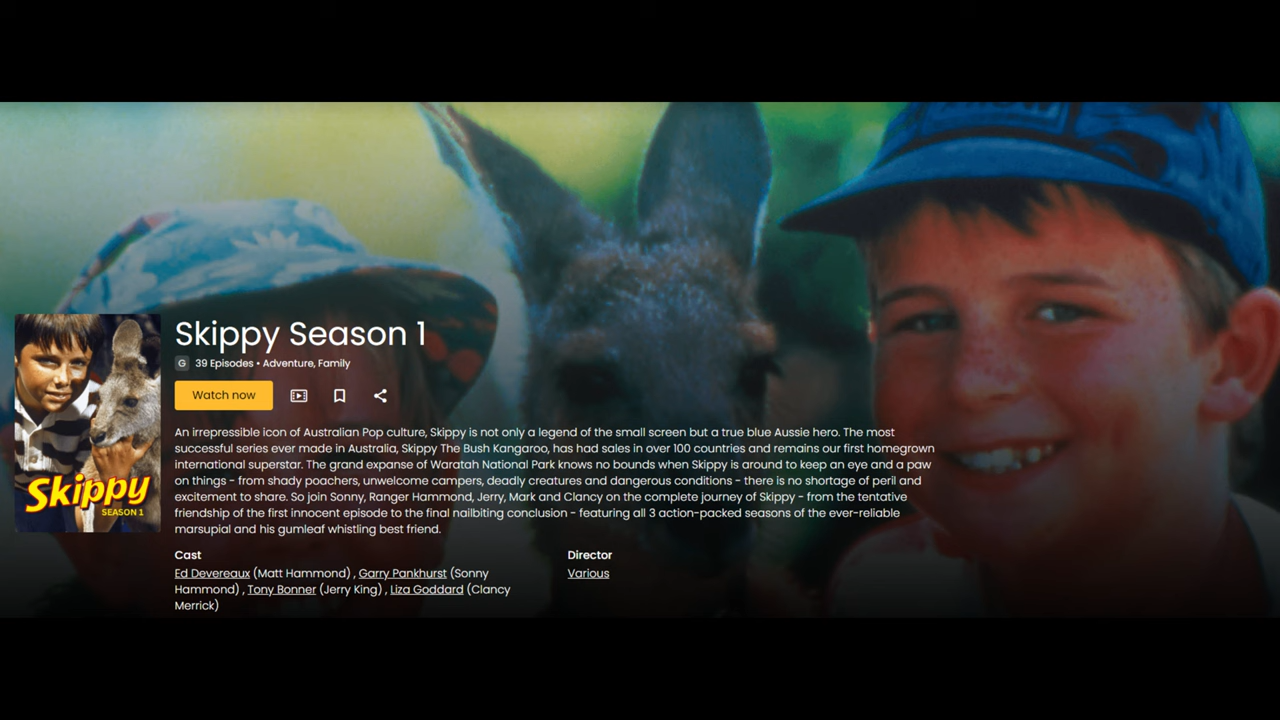 Skippy Season 1
G 39 Episodes • Adventure, Family
Watch now
An irrepressible icon of Australian Pop culture, Skippy is not only a legend of the small screen but a true blue Aussie hero. The most
successful series ever made in Australia, Skippy The Bush Kangaroo, has had sales in over 100 countries and remains our first homegrown
international superstar. The grand expanse of Waratah National Park knows no bounds when Skippy is around to keep an eye and a paw
on things - from shady poachers, unwelcome campers, deadly creatures and dangerous conditions - there is no shortage of peril and
excitement to share. So join Sonny, Ranger Hammond, Jerry, Mark and Clancy on the complete journey of Skippy - from the tentative
friendship of the first innocent episode to the final nailbiting conclusion - featuring all 3 action-packed seasons of the ever-reliable
marsupial and his gumleaf whistling best friend.
Skippy
SEASON 1
Cast
Ed Devereaux (Matt Hammond) , Garry Pankhurst (Sonny
Hammond) , Tony Bonner (Jerry King) , Liza Goddard (Clancy
Merrick)
Director
Various